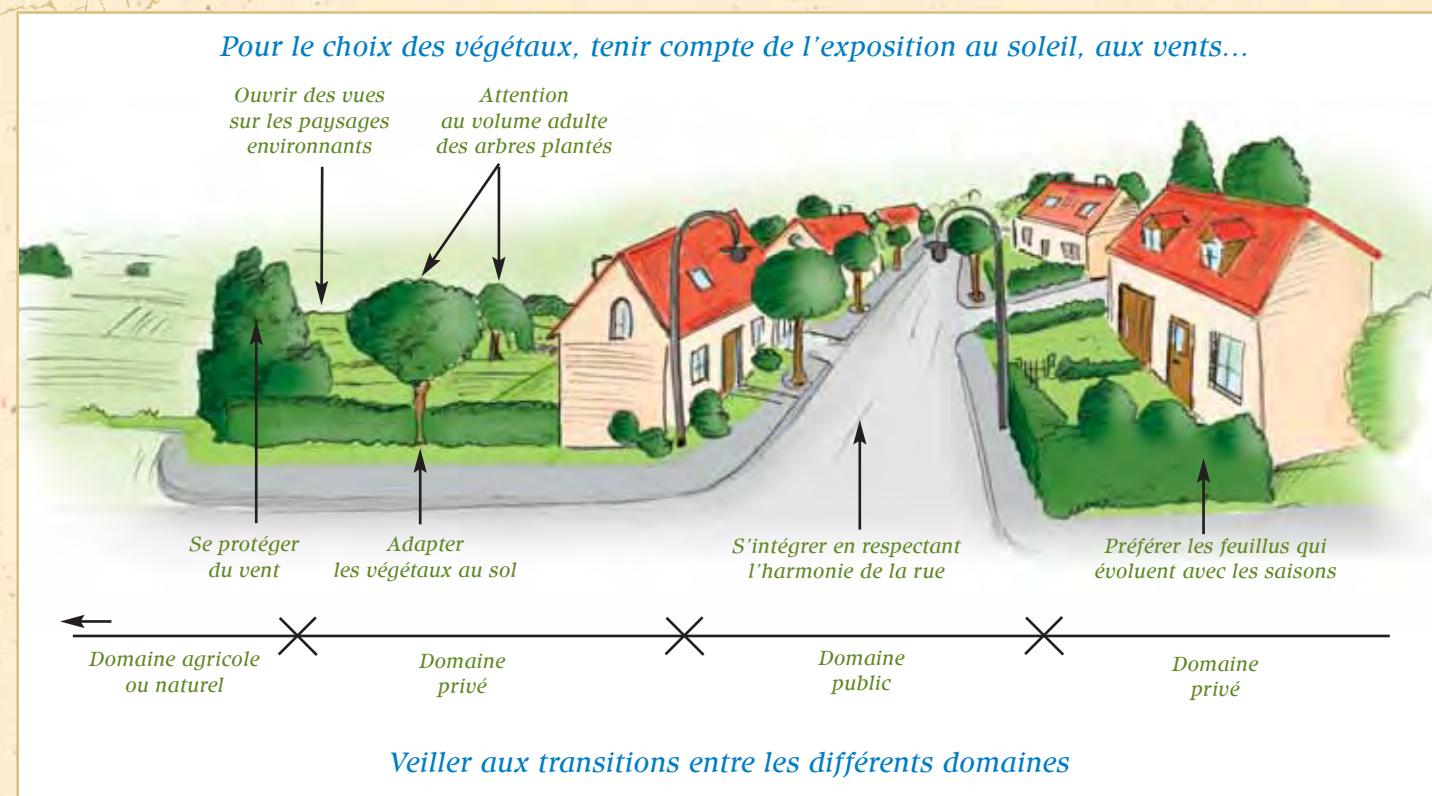 Pour le choix des végétaux, tenir compte de l'exposition au soleil, aux vents...
Ouvrir des vues
sur les paysages
environnants
Attention
au volume adulte
des arbres plantés
Se protéger
du vent
Adapter
les végétaux au sol
S'intégrer en respectant
l'harmonie de la rue
Préférer les feuillus qui
évoluent avec les saisons
Domaine agricole
ou naturel
Domaine
privé
Domaine
public
Domaine
privé
Veiller aux transitions entre les différents domaines